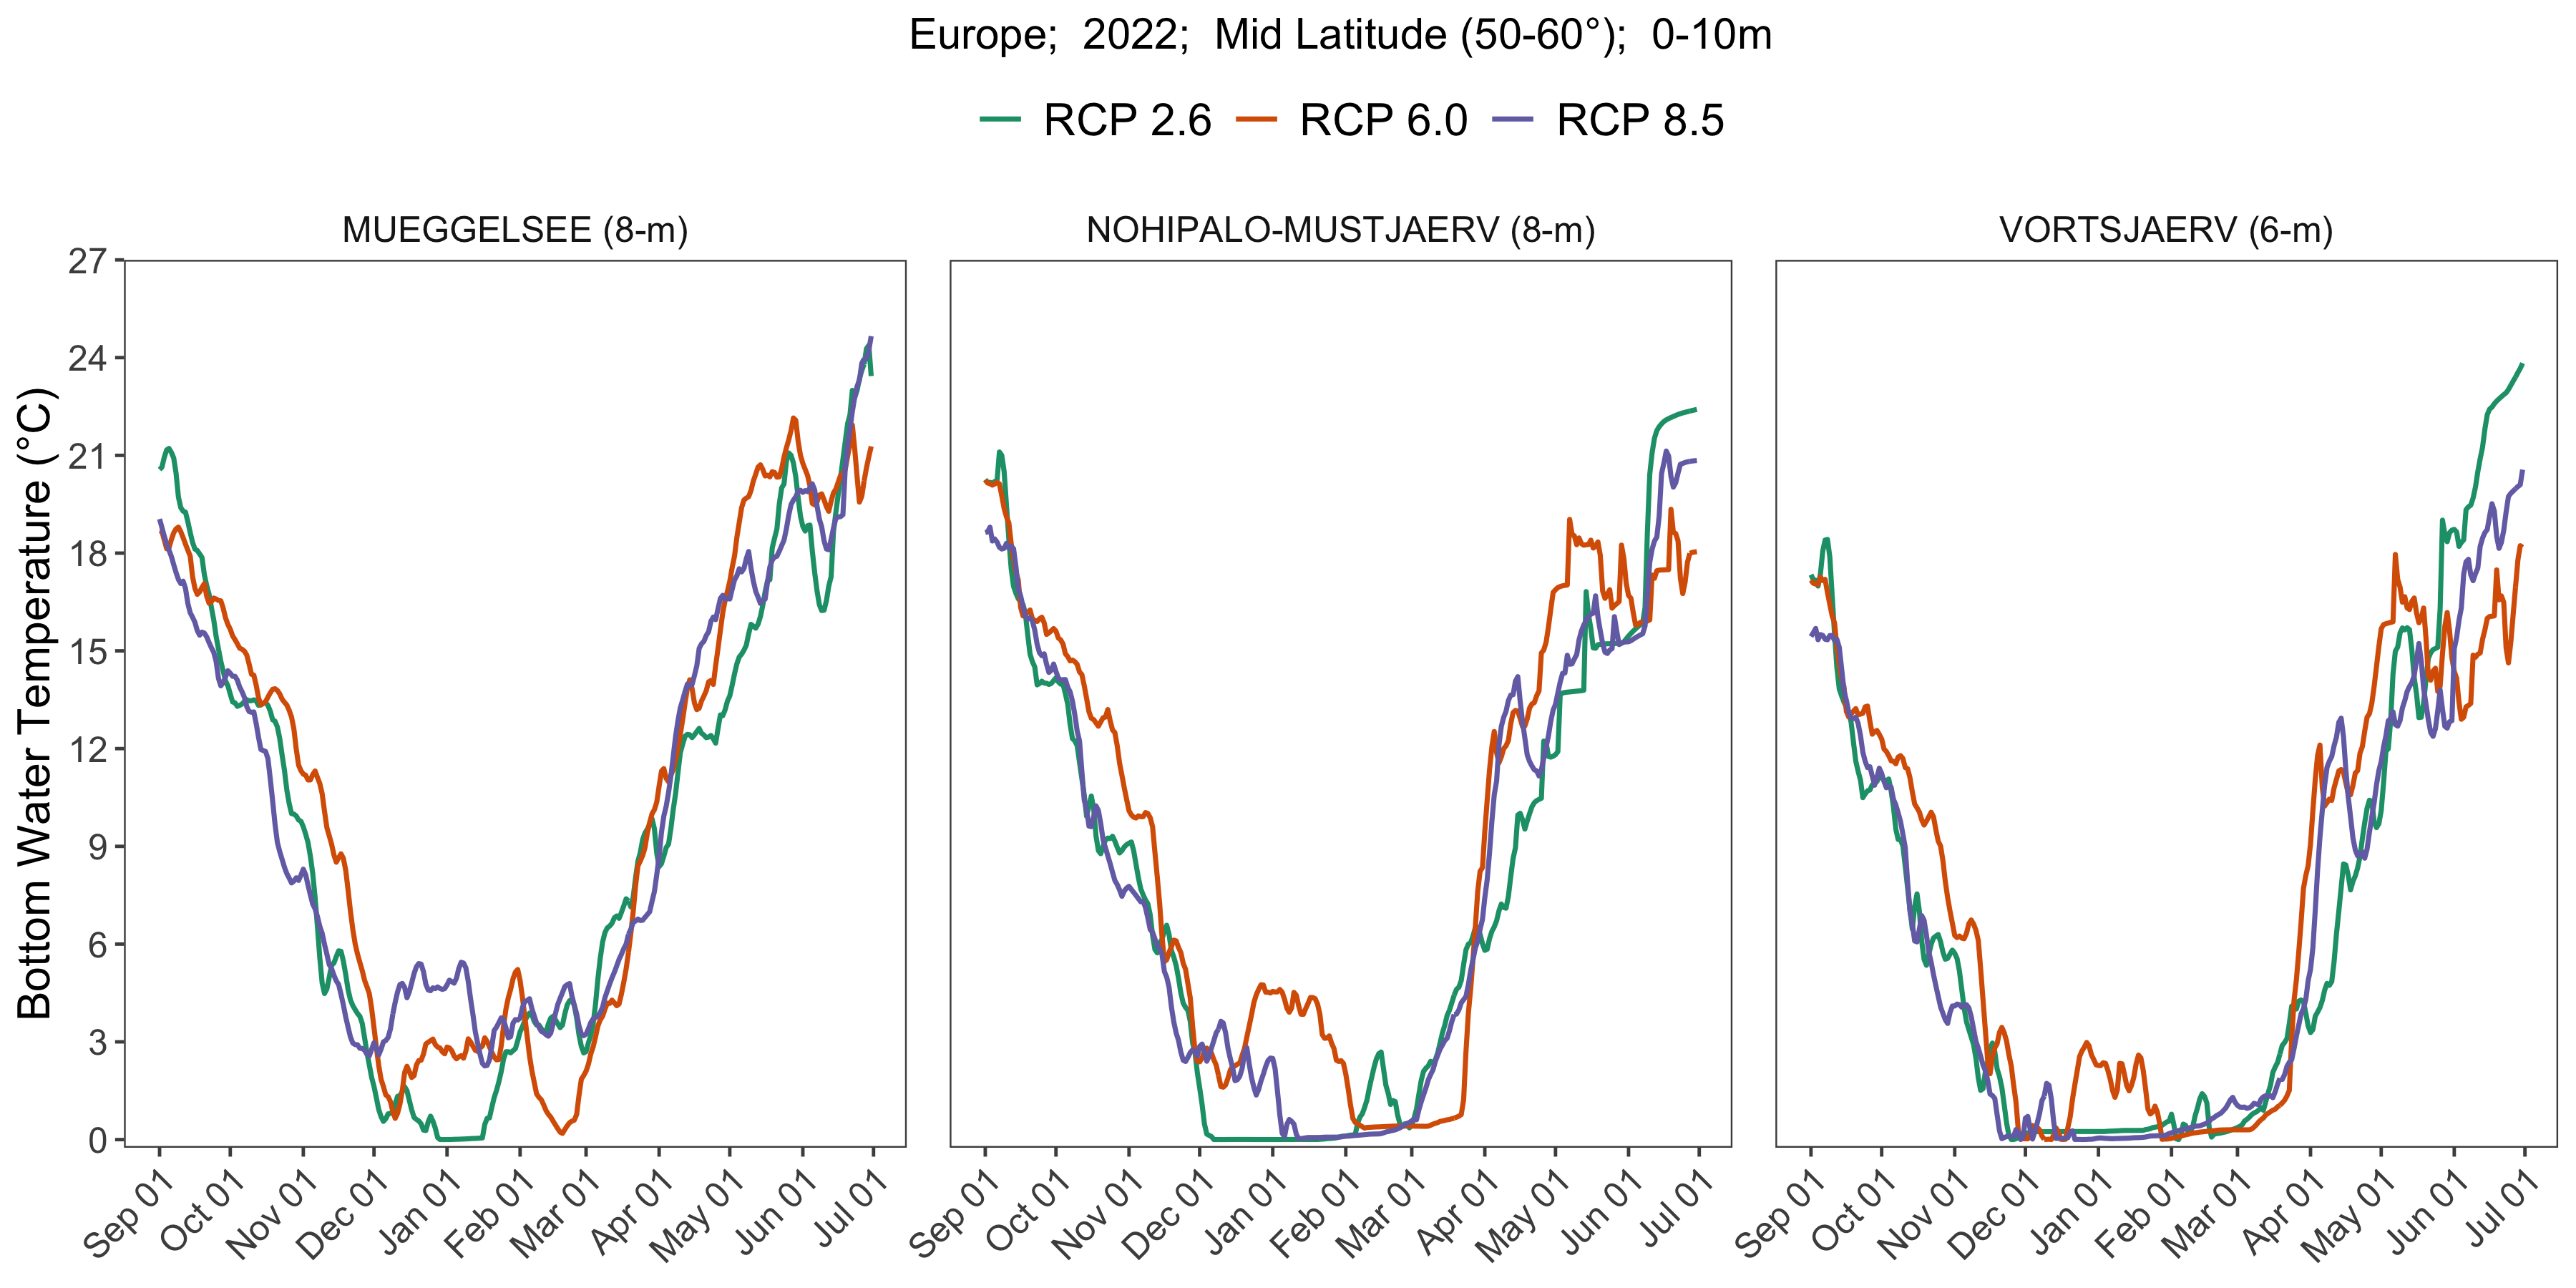 Europe;  2022;  Mid Latitude (50-60°);  0-10m
RCP 2.6 RCP 6.0 RCP 8.5
MUEGGELSEE (8-m) NOHIPALO-MUSTJAERV (8-m) VORTSJAERV (6-m)
Bottom Water Temperature (°C)
27
24
21
18
15
12
9
6
3
0
Sep 01 Oct 01 Nov 01 Dec 01 Jan 01 Feb 01 Mar 01 Apr 01 May 01 Jun 01 Jul 01 Sep 01 Oct 01 Nov 01 Dec 01 Jan 01 Feb 01 Mar 01 Apr 01 May 01 Jun 01 Jul 01 Sep 01 Oct 01 Nov 01 Dec 01 Jan 01 Feb 01 Mar 01 Apr 01 May 01 Jun 01 Jul 01